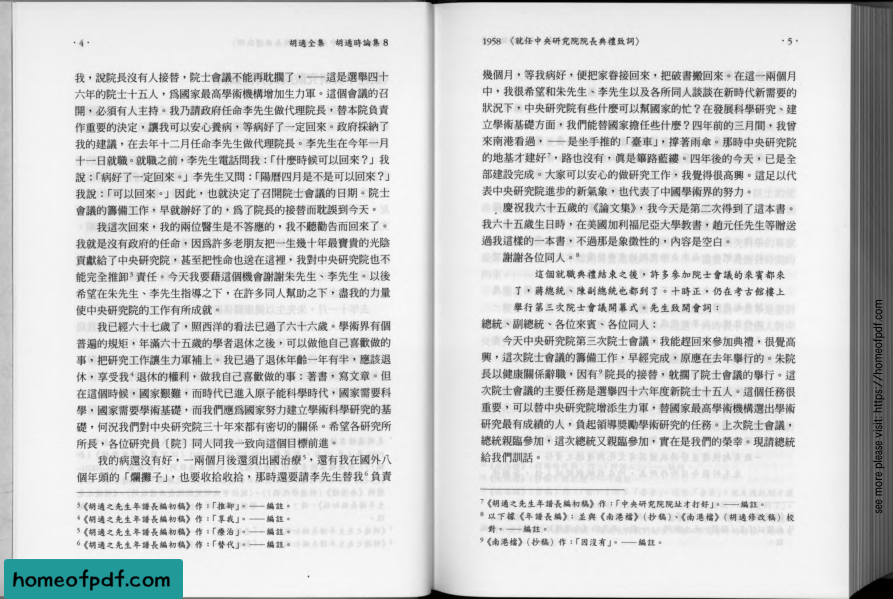 ·4·
胡適全集 胡適時論集8
我，說院長沒有人接替，院士會議不能再耽擱了，——這是選舉四十
六年的院士十五人，爲國家最高學術機構增加生力軍。這個會議的召
開，必須有人主持。我乃請政府任命李先生做代理院長，替本院負責
作重要的決定，讓我可以安心養病，等病好了一定回來。政府採納了
我的建議，在去年十二月任命李先生做代理院長。李先生在今年一月
十一日就職。就職之前，李先生電話問我：「什麼時候可以回來？」我
說：「病好了一定回來。」李先生又問：「陽曆四月是不是可以回來？」
我說：「可以回來。」因此，也就決定了召開院士會議的日期。院士
會議的籌備工作，早就辦好了的，爲了院長的接替而耽誤到今天。
我這次回來，我的兩位醫生是不答應的，我不聽勸告而回來了。
我就是沒有政府的任命，因爲許多老朋友把一生幾十年最寶貴的光陰
貢獻給了中央研究院，甚至把性命也送在這裡，我對中央研究院也不
能完全推卸3責任。今天我要藉這個機會謝謝朱先生、李先生。以後
希望在朱先生、李先生指導之下，在許多同人幫助之下，盡我的力量
使中央研究院的工作有所成就。
我已經六十七歲了，照西洋的看法已過了六十六歲。學術界有個
普遍的規矩，年滿六十五歲的學者退休之後，可以做他自己喜歡做的
事，把研究工作讓生力軍補上。我已過了退休年齡一年有半，應該退
休，享受我4退休的權利，做我自己喜歡做的事：著書，寫文章。但
在這個時候，國家艱難，而時代已進入原子能科學時代，國家需要科
學，國家需要學術基礎，而我們應爲國家努力建立學術科學研究的基
礎，何況我們對中央研究院三十年來都有密切的關係。希望各研究所
所長，各位研究員〔院〕同人同我一致向這個目標前進。
我的病還沒有好，一兩個月後還須出國治療5，還有我在國外八
個年頭的「爛攤子」，也要收拾收拾，那時還要請李先生替我6負責
3《胡適之先生年譜長編初稿》作：「推卸」。——編註。
4《胡適之先生年譜長編初稿》作：「享我」。——編註。
5《胡適之先生年譜長編初稿》作：「療治」。——編註。
6《胡適之先生年譜長編初稿》作：「替代」。——編註。
homeofpdf.com
1958 《就任中央研究院院長典禮致詞》
·5·
幾個月，等我病好，便把家眷接回來，把破書搬回來。在這一兩個月
中，我很希望和朱先生、李先生以及各所同人談談在新時代新需要的
狀況下，中央研究院有些什麼可以幫國家的忙？在發展科學研究、建
立學術基礎方面，我們能替國家擔任些什麼？四年前的三月間，我曾
來南港看過，——是坐手推的「臺車」，撐著雨傘。那時中央研究院
的地基才建好7，路也沒有，眞是篳路藍縷。四年後的今天，已是全
部建設完成。大家可以安心的做研究工作，我覺得很高興。這足以代
表中央研究院進步的新氣象，也代表了中國學術界的努力。
慶祝我六十五歲的《論文集》，我今天是第二次得到了這本書。
我六十五歲生日時，在美國加利福尼亞大學教書，趙元任先生等贈送
過我這樣的一本書，不過那是象徵性的，內容是空白。
謝謝各位同人。8
這個就職典禮結束之後，許多參加院士會議的來賓都來
了，蔣總統、陳副總統也都到了。十時正，仍在考古館樓上
舉行第三次院士會議開幕式。先生致開會詞：
總統、副總統、各位來賓、各位同人：
今天中央研究院第三次院士會議，我能趕回來參加典禮，很覺高
興，這次院士會議的籌備工作，早經完成，原應在去年舉行的。朱院
長以健康關係辭職，因有9院長的接替，躭擱了院士會議的舉行。這
次院士會議的主要任務是選舉四十六年度新院士十五人。這個任務很
重要，可以替中央研究院增添生力軍，替國家最高學術機構選出學術
研究最有成績的人，負起領導獎勵學術研究的任務。上次院士會議，
總統親臨參加，這次總統又親臨參加，實在是我們的榮幸。現請總統
給我們訓話。
7《胡適之先生年譜長編初稿》作：「中央研究院院址才打好」。——編註。
8 以下據《年譜長編》；並與《南港檔》（抄稿）、《南港檔》（胡適修改稿）校
對。——編註。
9《南港檔》（抄稿）作：「因沒有」。——編註。
see more please visit: https://homeofpdf.com